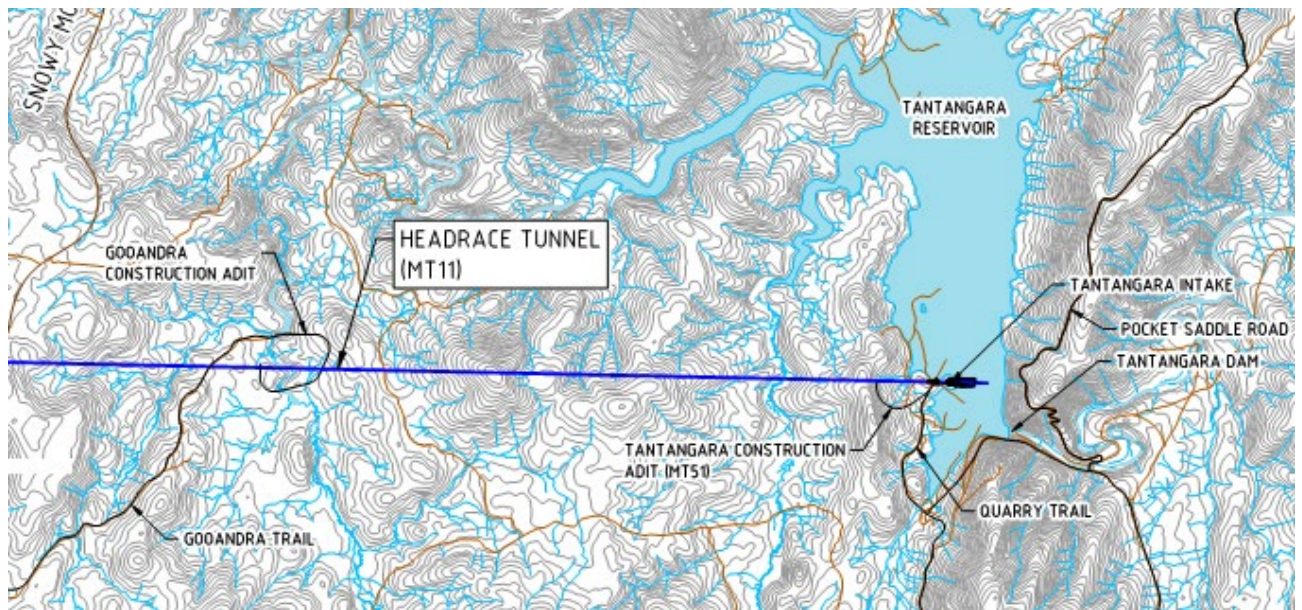 SNOWY MO
TANTANGARA
RESERVOIR
HEADRACE TUNNEL
(MT11)
GOOANDRA
CONSTRUCTION ADIT
TANTANGARA INTAKE
POCKET SADDLE ROAD
TANTANGARA DAM
TANTANGARA CONSTRUCTION
ADIT (MT51)
QUARRY TRAIL
GOOANDRA TRAIL